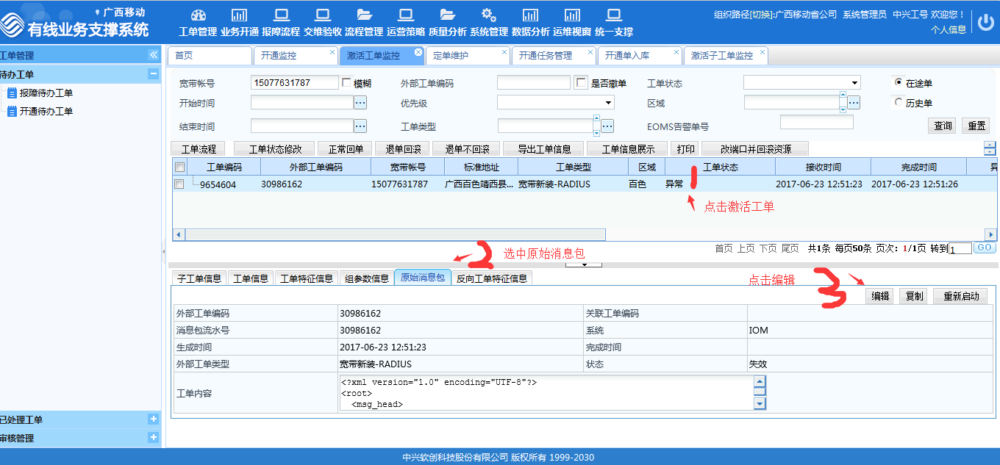 广西移动
有线业务支撑系统
工单管理 业务开通 报障流程 交维验收 流程管理 运营策略 质量分析 系统管理 数据分析 运维视窗 统一支撑
组织路径[切换]:广西移动省公司 系统管理员 中兴工号 欢迎您！
个人信息
工单管理
待办工单
报障待办工单
开通待办工单
已处理工单
审核管理
首页 开通监控 激活工单监控 定单维护 开通任务管理 开通单入库 激活子工单监控
宽带帐号 15077631787 模糊 外部工单编码 是否撤单 工单状态 在途单
开始时间 优先级 区域 历史单
结束时间 工单类型 EOMS告警单号
查询 重置
工单流程 工单状态修改 正常回单 退单回滚 退单不回滚 导出工单信息 工单信息展示 打印 改端口并回滚资源
工单编码 外部工单编码 宽带帐号 标准地址 工单类型 区域 工单状态 接收时间 完成时间 异
9654604 30986162 15077631787 广西百色靖西县... 宽带新装-RADIUS 百色 异常 2017-06-23 12:51:23 2017-06-23 12:51:26
1
点击激活工单
首页 上页 下页 尾页 共1条 每页50条 页次：1/1页 转到 1 GO
2 选中原始消息包
子工单信息 工单信息 工单特征信息 组参数信息 原始消息包 反向工单特征信息
点击编辑 3
编辑 复制 重新启动
外部工单编码 30986162 关联工单编码
消息包流水号 30986162 系统 IOM
生成时间 2017-06-23 12:51:23 完成时间
外部工单类型 宽带新装-RADIUS 状态 失效
工单内容
<?xml version="1.0" encoding="UTF-8"?>
<root>
<msg_head>
中兴软创科技股份有限公司 版权所有 1999-2030